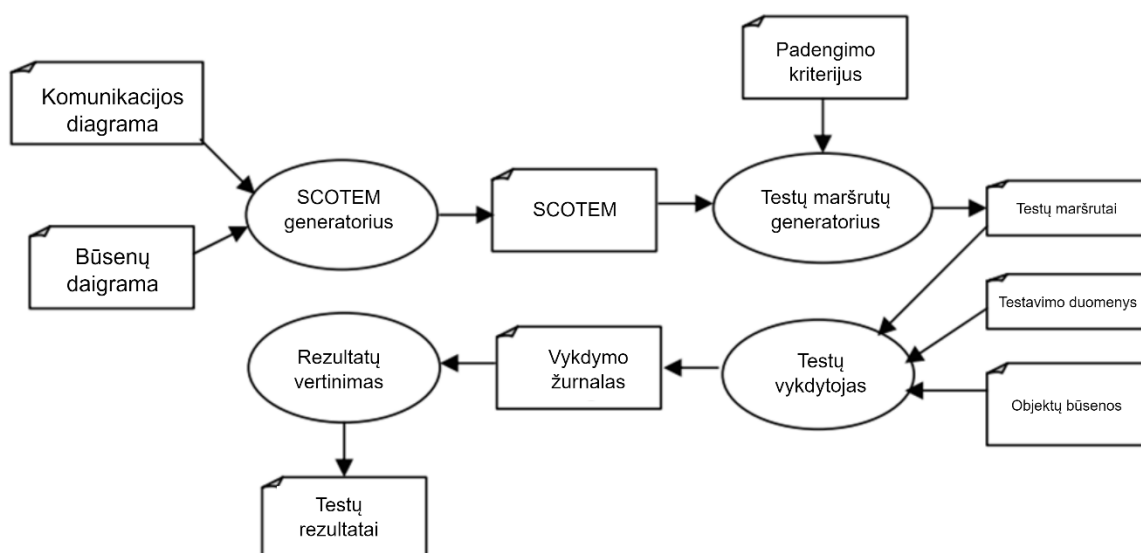 Padengimo
kriterijus
Komunikacijos
diagrama
SCOTEM
generatorius
SCOTEM
Testų maršrutų
generatorius
Testų maršrutai
Būsenų
daigrama
Testavimo duomenys
Rezultatų
vertinimas
Vykdymo
žurnalas
Testų
vykdytojas
Objektų būsenos
Testų
rezultatai